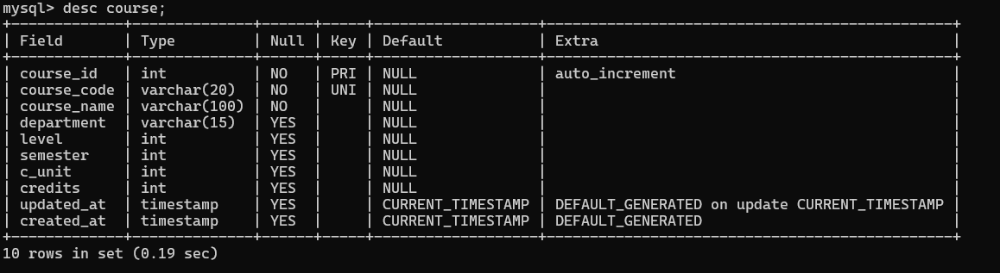 mysql> desc course;
+-------------+--------------+------+-----+-------------------+-----------------------------------------------+
| Field       | Type         | Null | Key | Default           | Extra                                         |
+-------------+--------------+------+-----+-------------------+-----------------------------------------------+
| course_id   | int          | NO   | PRI | NULL              | auto_increment                                |
| course_code | varchar(20)  | NO   | UNI | NULL              |                                               |
| course_name | varchar(100) | NO   |     | NULL              |                                               |
| department  | varchar(15)  | YES  |     | NULL              |                                               |
| level       | int          | YES  |     | NULL              |                                               |
| semester    | int          | YES  |     | NULL              |                                               |
| c_unit      | int          | YES  |     | NULL              |                                               |
| credits     | int          | YES  |     | NULL              |                                               |
| updated_at  | timestamp    | YES  |     | CURRENT_TIMESTAMP | DEFAULT_GENERATED on update CURRENT_TIMESTAMP |
| created_at  | timestamp    | YES  |     | CURRENT_TIMESTAMP | DEFAULT_GENERATED                             |
+-------------+--------------+------+-----+-------------------+-----------------------------------------------+
10 rows in set (0.19 sec)